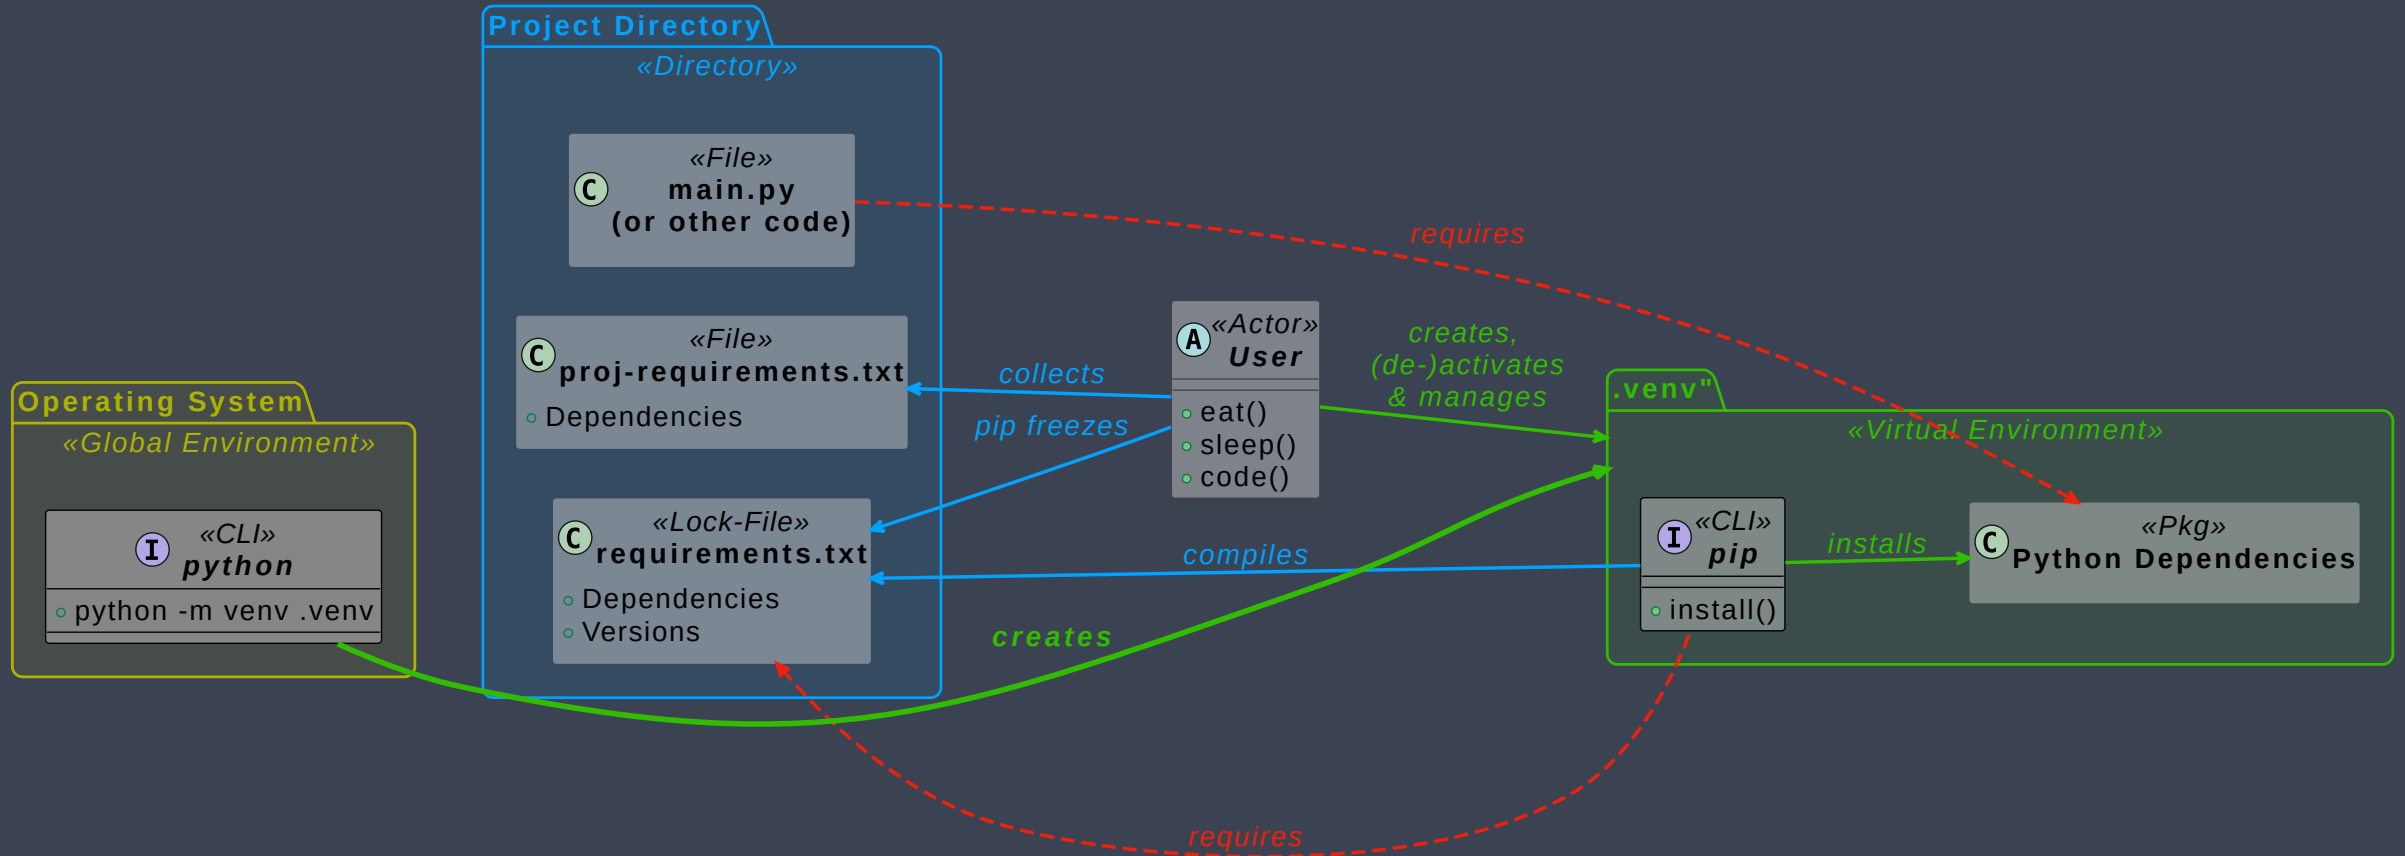 Project Directory
«Directory»
«File»
C
main.py
(or other code)
requires
«File»
C
proj-requirements.txt
Dependencies
«Lock-File»
C
requirements.txt
Dependencies
Versions
Operating System
«Global Environment»
«CLI»
I
python
python -m venv .venv
collects
pip freezes
compiles
creates
«Actor»
A
User
eat()
sleep()
code()
creates,
(de-)activates
& manages
.venv"
«Virtual Environment»
«CLI»
I
pip
install()
installs
«Pkg»
C
Python Dependencies
requires